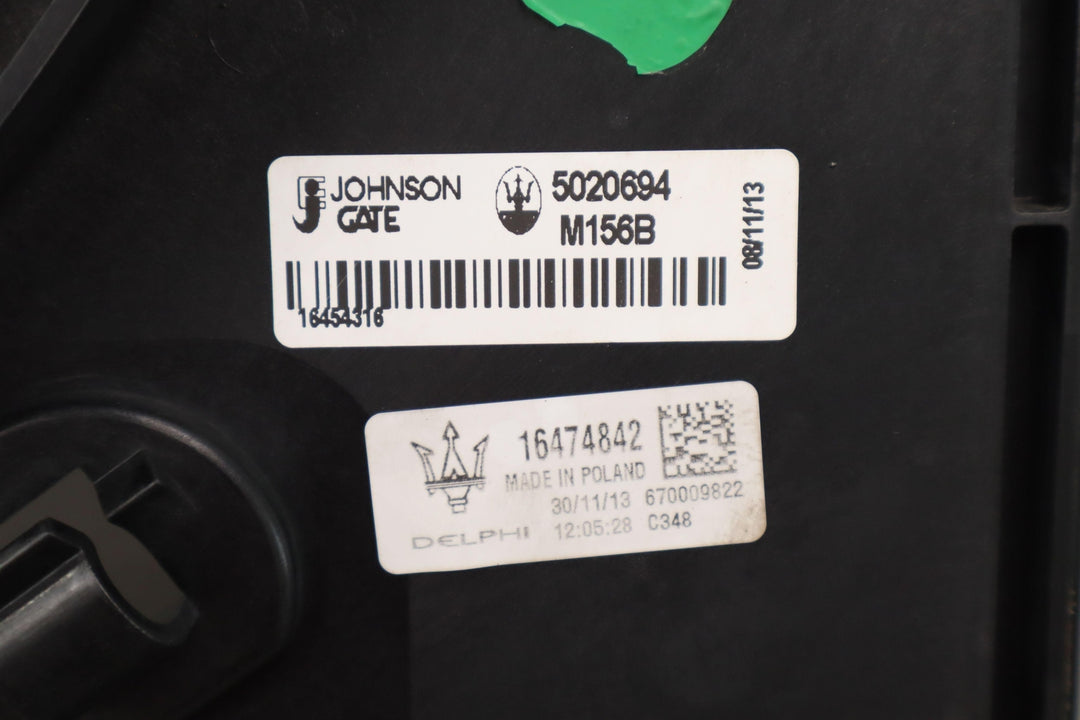 JOHNSON 5020694
GATE M156B
08/11/13
16454316
16474842
MADE IN POLAND
30/11/13 670009822
DELPHI 12:05:28 C348